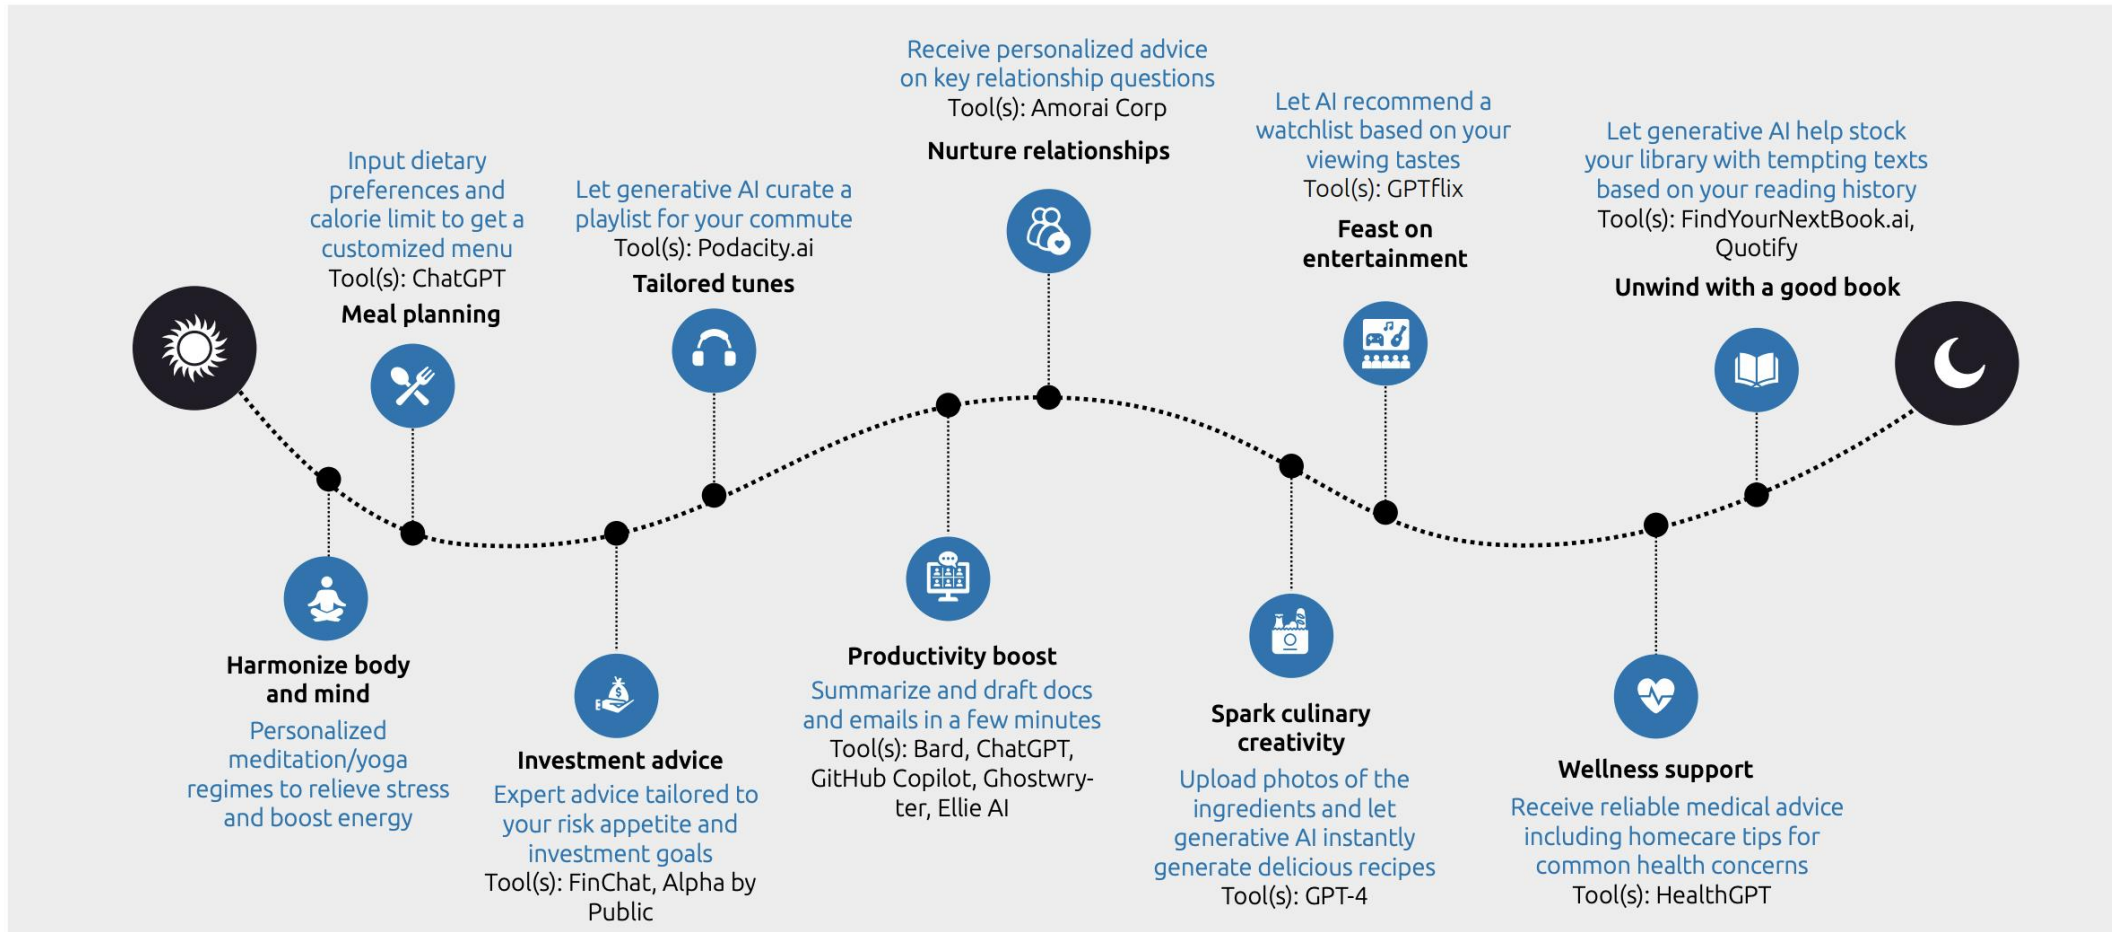 Harmonize body
and mind
Personalized
meditation/yoga
regimes to relieve stress
and boost energy
Input dietary
preferences and
calorie limit to get a
customized menu
Tool(s): ChatGPT
Meal planning
Investment advice
Expert advice tailored to
your risk appetite and
investment goals
Tool(s): FinChat, Alpha by
Public
Let generative AI curate a
playlist for your commute
Tool(s): Podacity.ai
Tailored tunes
Productivity boost
Summarize and draft docs
and emails in a few minutes
Tool(s): Bard, ChatGPT,
GitHub Copilot, Ghostwry-
ter, Ellie AI
Receive personalized advice
on key relationship questions
Tool(s): Amorai Corp
Nurture relationships
Spark culinary
creativity
Upload photos of the
ingredients and let
generative AI instantly
generate delicious recipes
Tool(s): GPT-4
Let AI recommend a
watchlist based on your
viewing tastes
Tool(s): GPTflix
Feast on
entertainment
Wellness support
Receive reliable medical advice
including homecare tips for
common health concerns
Tool(s): HealthGPT
Let generative AI help stock
your library with tempting texts
based on your reading history
Tool(s): FindYourNextBook.ai,
Quotify
Unwind with a good book